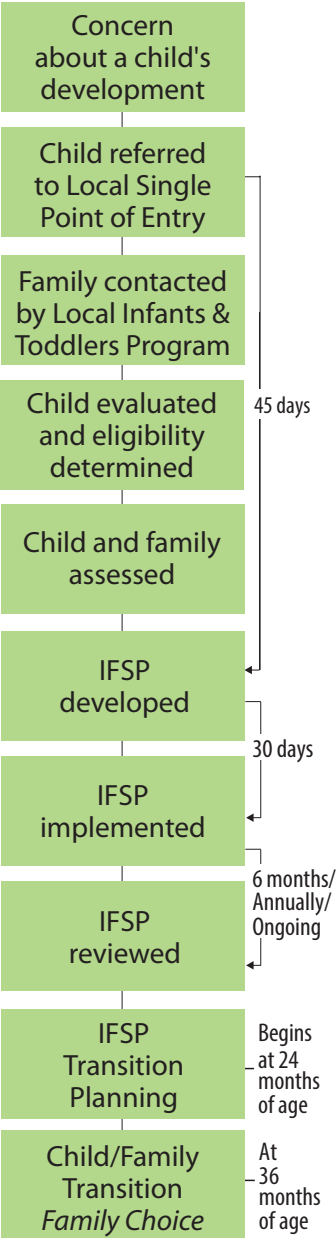 Concern
about a child's
development
Child referred
to Local Single
Point of Entry
Family contacted
by Local Infants &
Toddlers Program
Child evaluated
and eligibility
determined
45 days
Child and family
assessed
IFSP
developed
30 days
IFSP
implemented
6 months/
Annually/
Ongoing
IFSP
reviewed
IFSP
Transition
Planning
Begins
at 24
months
of age
Child/Family
Transition
Family Choice
At
36
months
of age